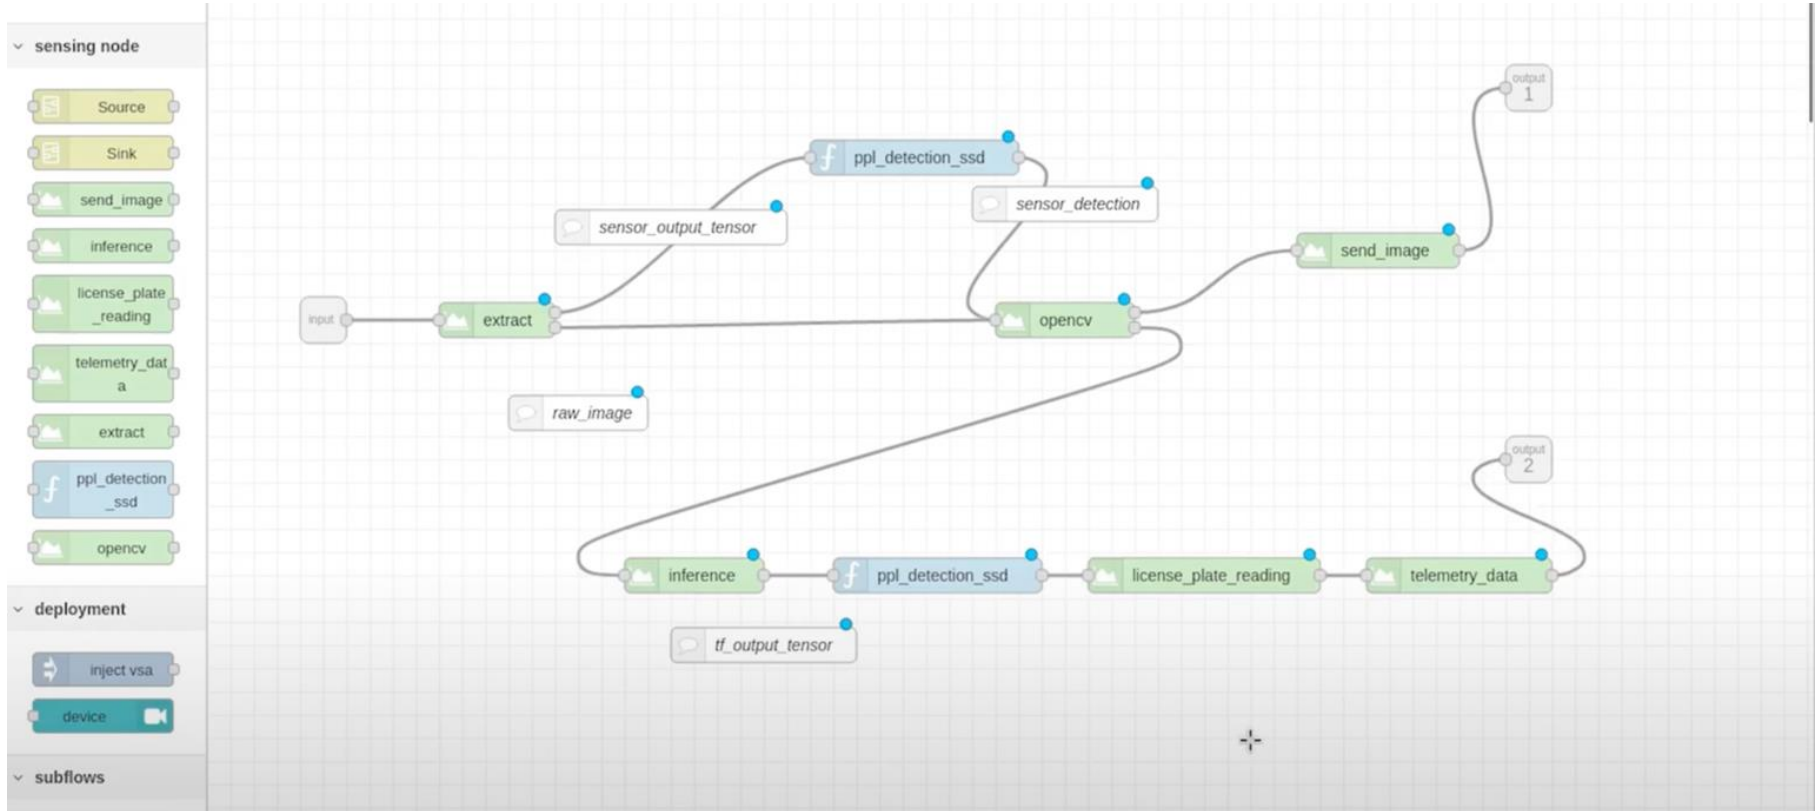 sensing node
Source
Sink
send_image
inference
license_plate
_reading
telemetry_dat
a
extract
ppl_detection
_ssd
opencv
deployment
inject vsa
device
subflows
output
1
ppl_detection_ssd
sensor_detection
sensor_output_tensor
send_image
input
extract
opencv
raw_image
output
2
inference
ppl_detection_ssd
license_plate_reading
telemetry_data
tf_output_tensor